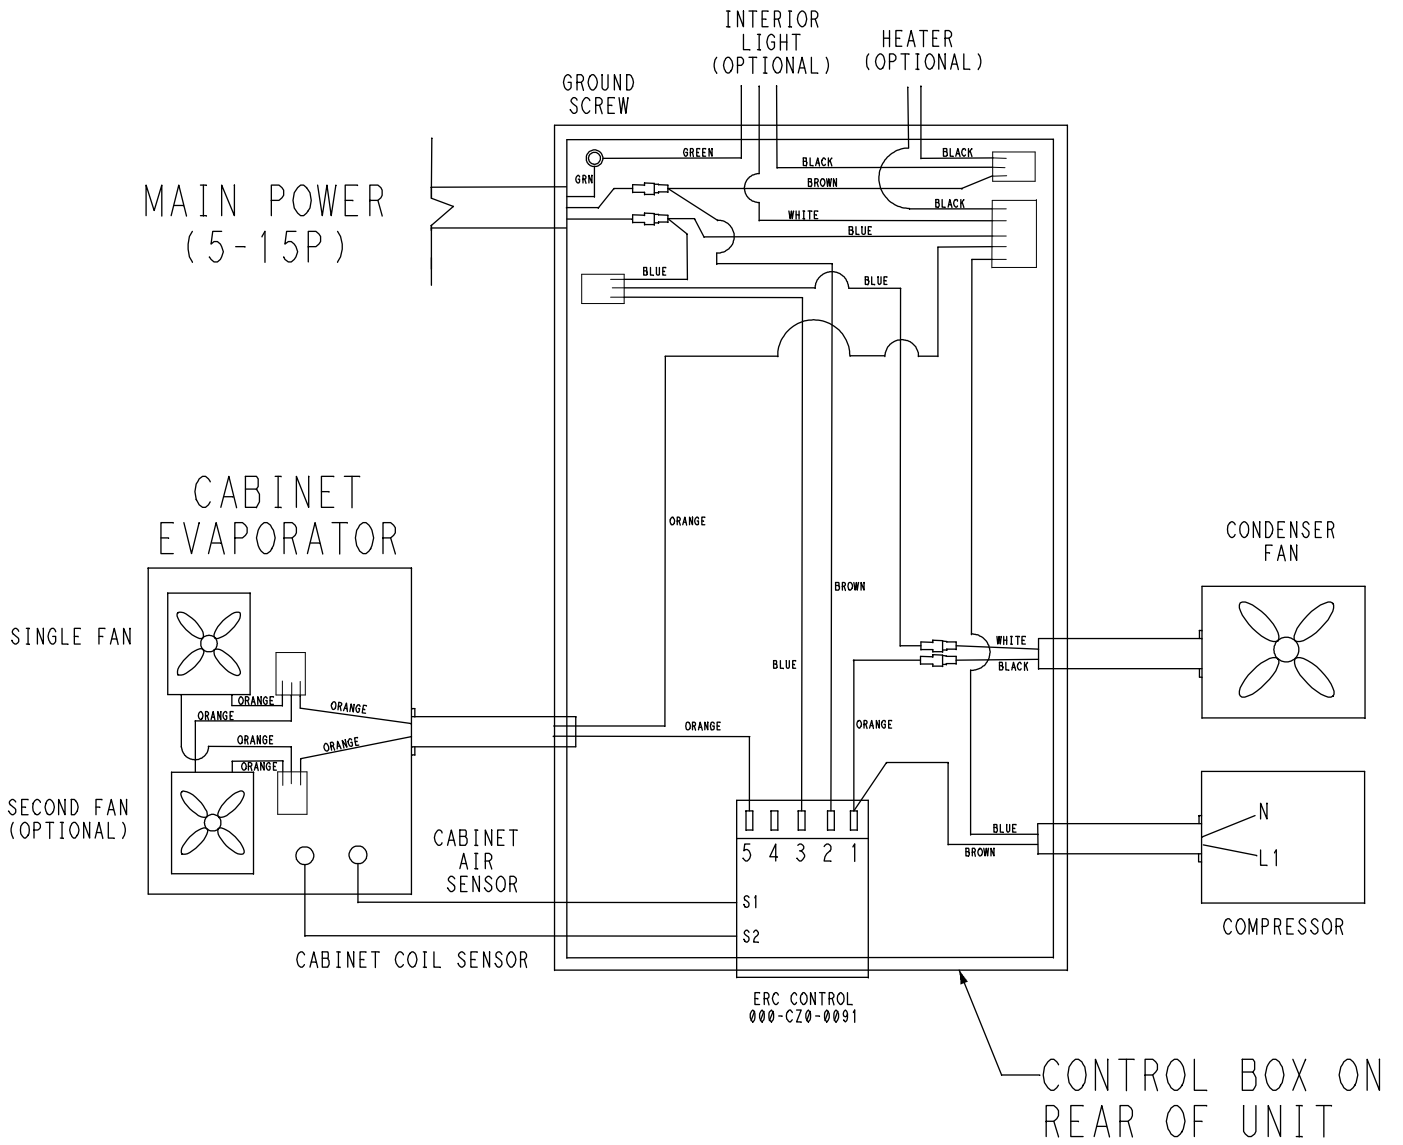 INTERIOR
LIGHT
(OPTIONAL)
HEATER
(OPTIONAL)
GROUND
SCREW
GREEN
BLACK
BLACK
GRN
BROWN
MAIN POWER
(5-15P)
BLACK
WHITE
BLUE
BLUE
BLUE
CABINET
EVAPORATOR
ORANGE
CONDENSER
FAN
BROWN
SINGLE FAN
WHITE
BLUE
BLACK
ORANGE
ORANGE
ORANGE
ORANGE
ORANGE
ORANGE
ORANGE
ORANGE
SECOND FAN
(OPTIONAL)
N
BLUE
BROWN
L1
CABINET
AIR
SENSOR
5 4 3 2 1
S1
S2
COMPRESSOR
CABINET COIL SENSOR
ERC CONTROL
000-CZ0-0091
CONTROL BOX ON
REAR OF UNIT